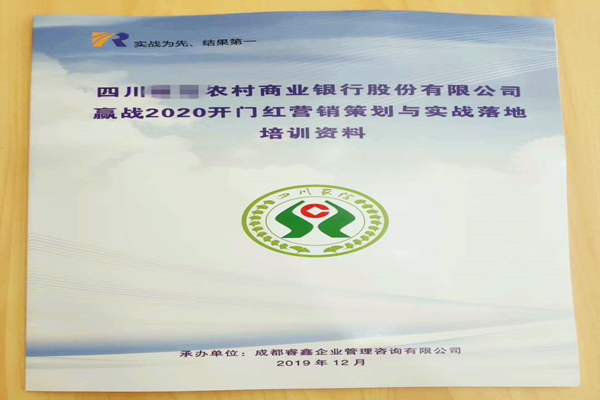 实战为先、结果第一
四川 农村商业银行股份有限公司
赢战2020开门红营销策划与实战落地
培训资料
四川农信
承办单位：成都睿鑫企业管理咨询有限公司
2019年12月